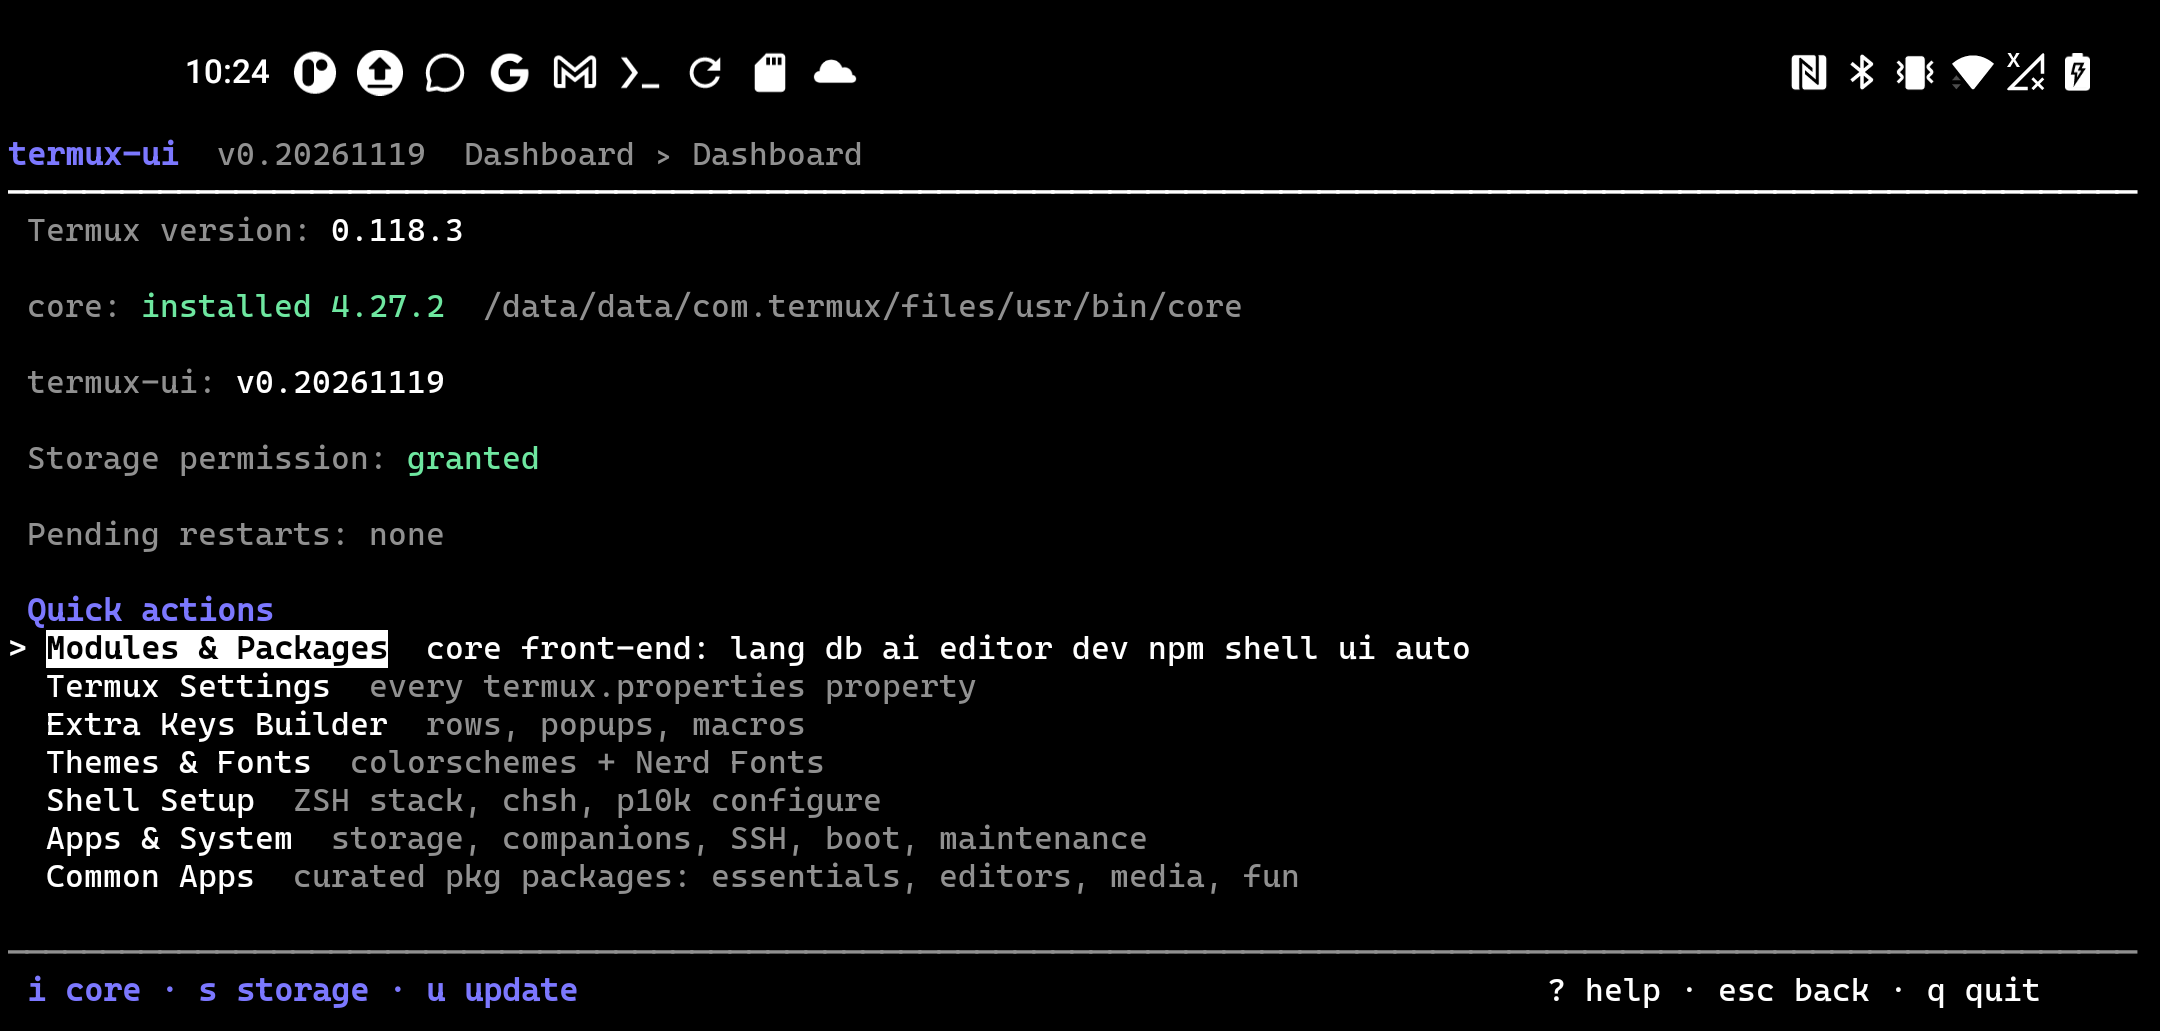 10:24
termux-ui v0.20261119 Dashboard > Dashboard
Termux version: 0.118.3
core: installed 4.27.2 /data/data/com.termux/files/usr/bin/core
termux-ui: v0.20261119
Storage permission: granted
Pending restarts: none
Quick actions
> Modules & Packages core front-end: lang db ai editor dev npm shell ui auto
Termux Settings every termux.properties property
Extra Keys Builder rows, popups, macros
Themes & Fonts colorschemes + Nerd Fonts
Shell Setup ZSH stack, chsh, p10k configure
Apps & System storage, companions, SSH, boot, maintenance
Common Apps curated pkg packages: essentials, editors, media, fun
i core · s storage · u update ? help · esc back · q quit